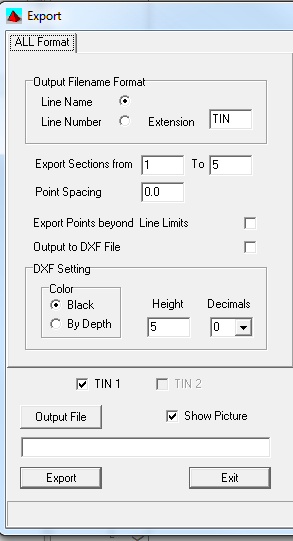 Export
ALL Format
Output Filename Format
Line Name
Line Number Extension TIN
Export Sections from 1 To 5
Point Spacing 0.0
Export Points beyond Line Limits
Output to DXF File
DXF Setting
Color
Black Height Decimals
By Depth 5 0
TIN 1 TIN 2
Output File Show Picture
Export Exit